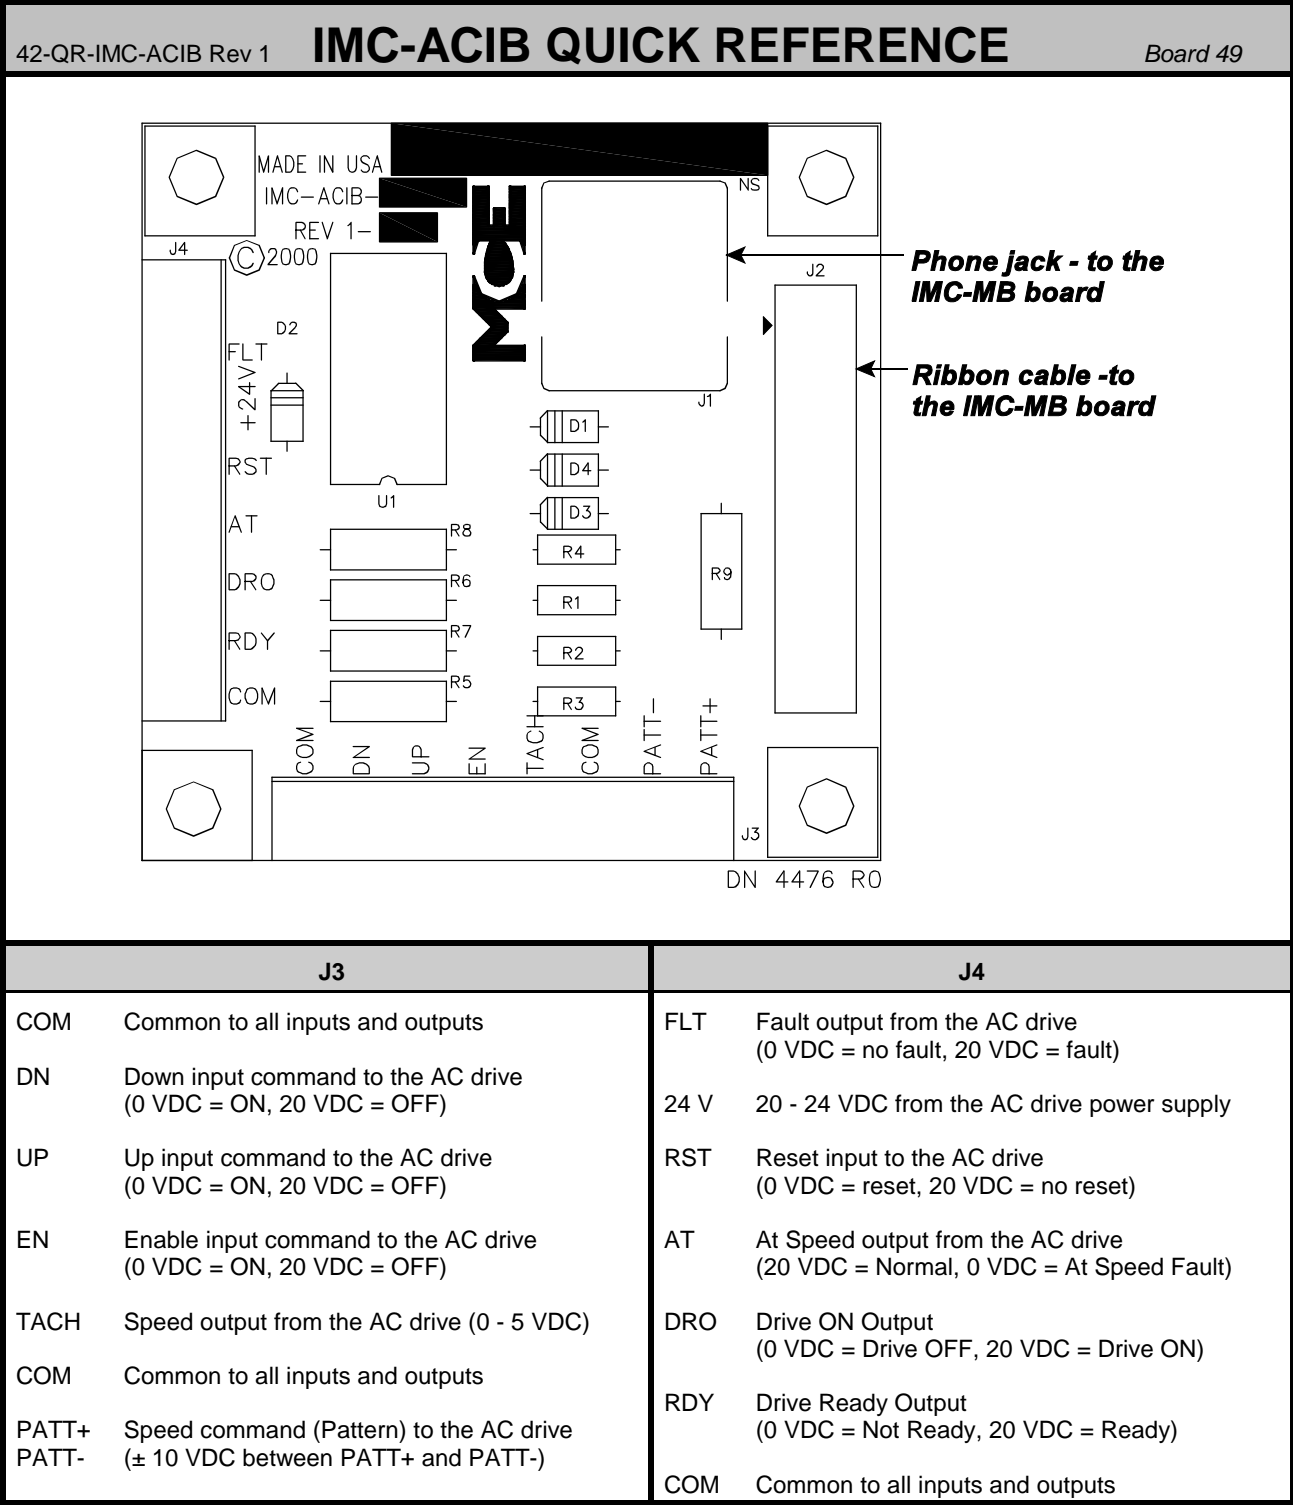 42-QR-IMC-ACIB Rev 1 IMC-ACIB QUICK REFERENCE Board 49
MADE IN USA
IMC-ACIB-
REV 1-
©2000
MCE
NS
J4
J2
Phone jack - to the
IMC-MB board
D2
FLT
+24V
Ribbon cable -to
the IMC-MB board
J1
D1
RST
D4
U1
D3
AT
R8
R4
DRO
R6
R1
R9
RDY
R7
R2
COM
R5
R3
COM
DN
UP
EN
TACH
COM
PATT-
PATT+
J3
DN 4476 R0
J3
COM Common to all inputs and outputs
DN Down input command to the AC drive
(0 VDC = ON, 20 VDC = OFF)
UP Up input command to the AC drive
(0 VDC = ON, 20 VDC = OFF)
EN Enable input command to the AC drive
(0 VDC = ON, 20 VDC = OFF)
TACH Speed output from the AC drive (0 - 5 VDC)
COM Common to all inputs and outputs
PATT+ Speed command (Pattern) to the AC drive
PATT- (± 10 VDC between PATT+ and PATT-)
J4
FLT Fault output from the AC drive
(0 VDC = no fault, 20 VDC = fault)
24 V 20 - 24 VDC from the AC drive power supply
RST Reset input to the AC drive
(0 VDC = reset, 20 VDC = no reset)
AT At Speed output from the AC drive
(20 VDC = Normal, 0 VDC = At Speed Fault)
DRO Drive ON Output
(0 VDC = Drive OFF, 20 VDC = Drive ON)
RDY Drive Ready Output
(0 VDC = Not Ready, 20 VDC = Ready)
COM Common to all inputs and outputs